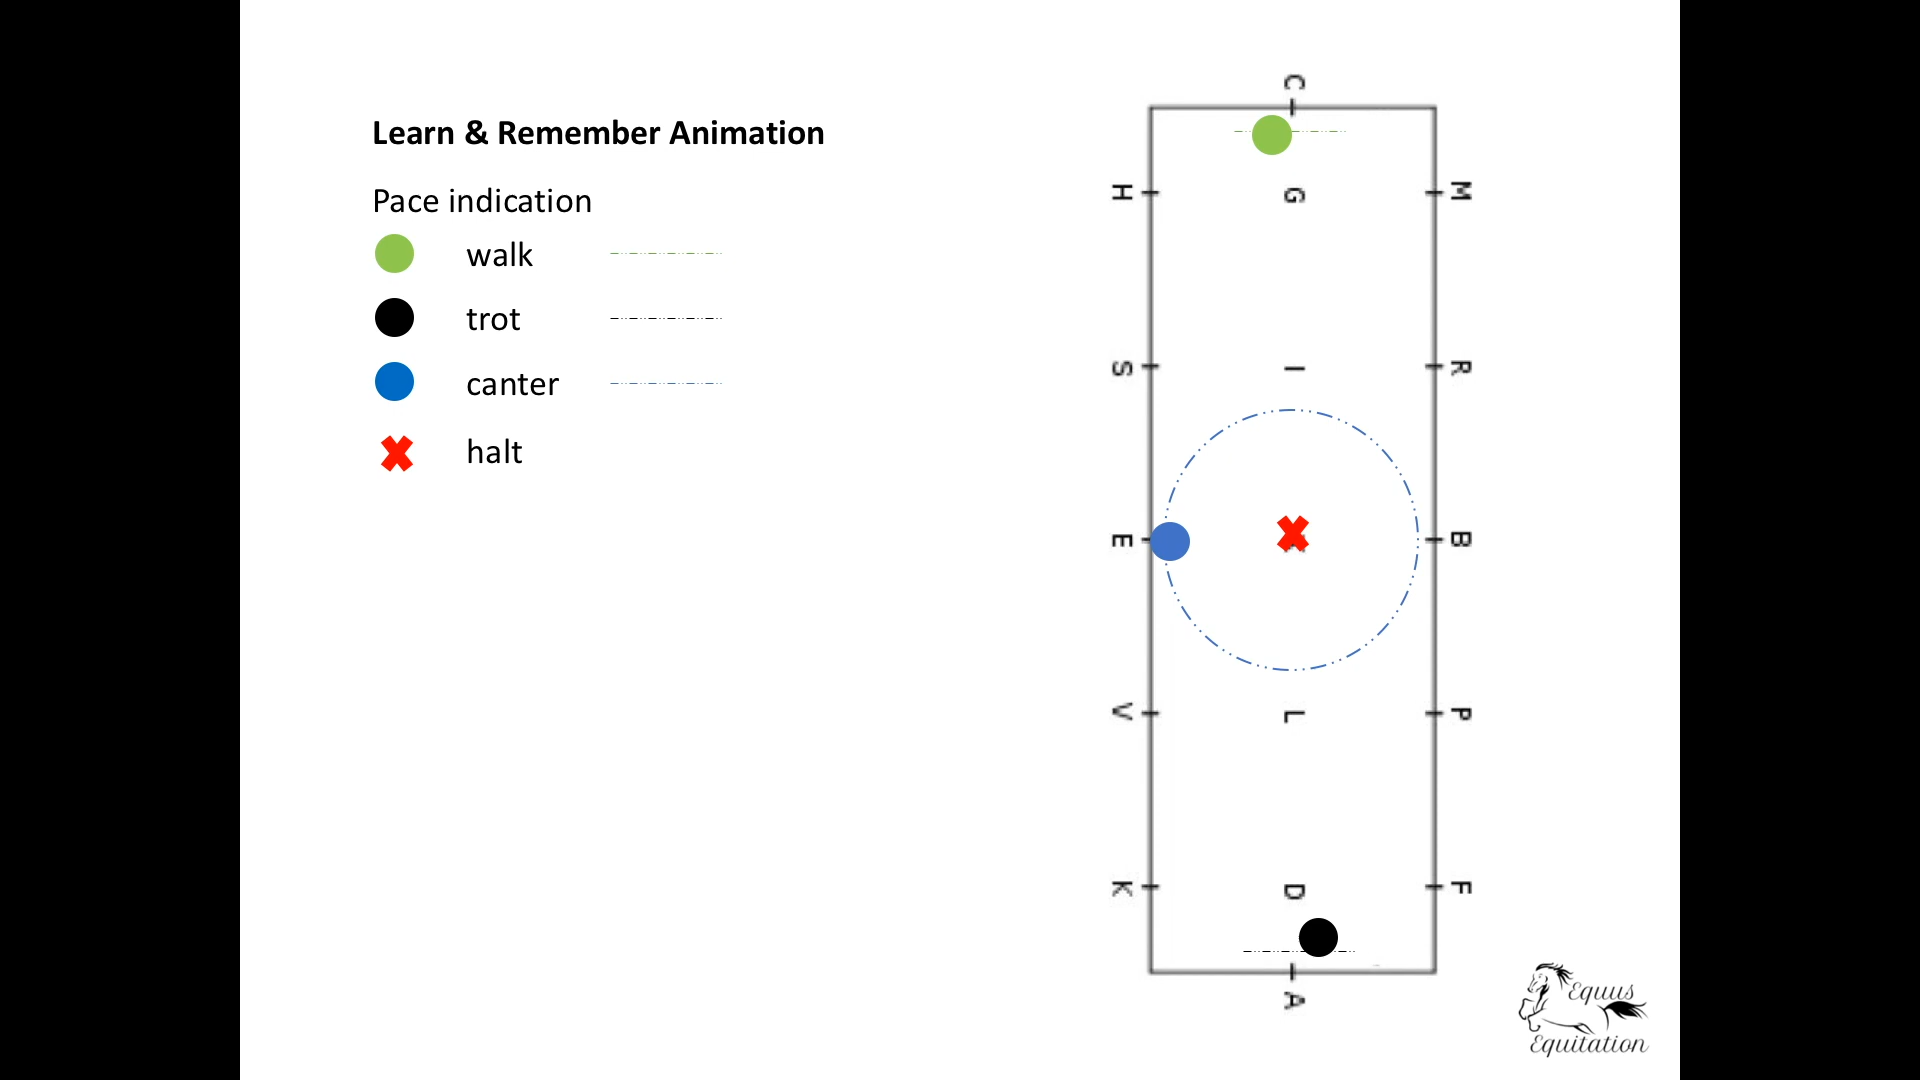 Learn & Remember Animation
Pace indication
walk
trot
canter
halt
C
H
G
M
S
I
R
E
B
V
L
P
K
D
F
A
Equus
Equitation